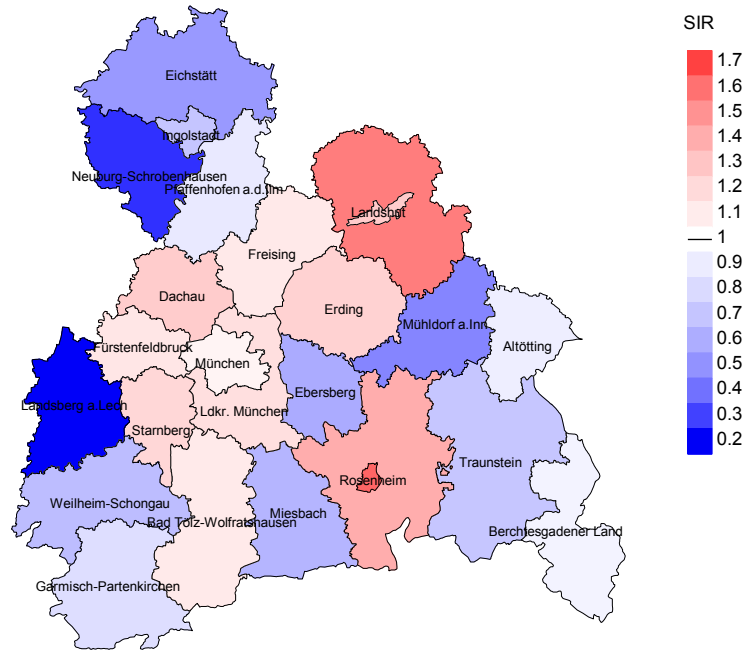 SIR
1.7
1.6
1.5
1.4
1.3
1.2
1.1
1
0.9
0.8
0.7
0.6
0.5
0.4
0.3
0.2
Eichstätt
Ingolstadt
Neuburg-Schrobenhausen
Pfaffenhofen a.d.Ilm
Landshut
Freising
Dachau
Erding
Mühldorf a.Inn
Altötting
Fürstenfeldbruck
München
Ebersberg
Landsberg a.Lech
Ldkr. München
Starnberg
Traunstein
Rosenheim
Weilheim-Schongau
Miesbach
Bad Tölz-Wolfratshausen
Berchtesgadener Land
Garmisch-Partenkirchen